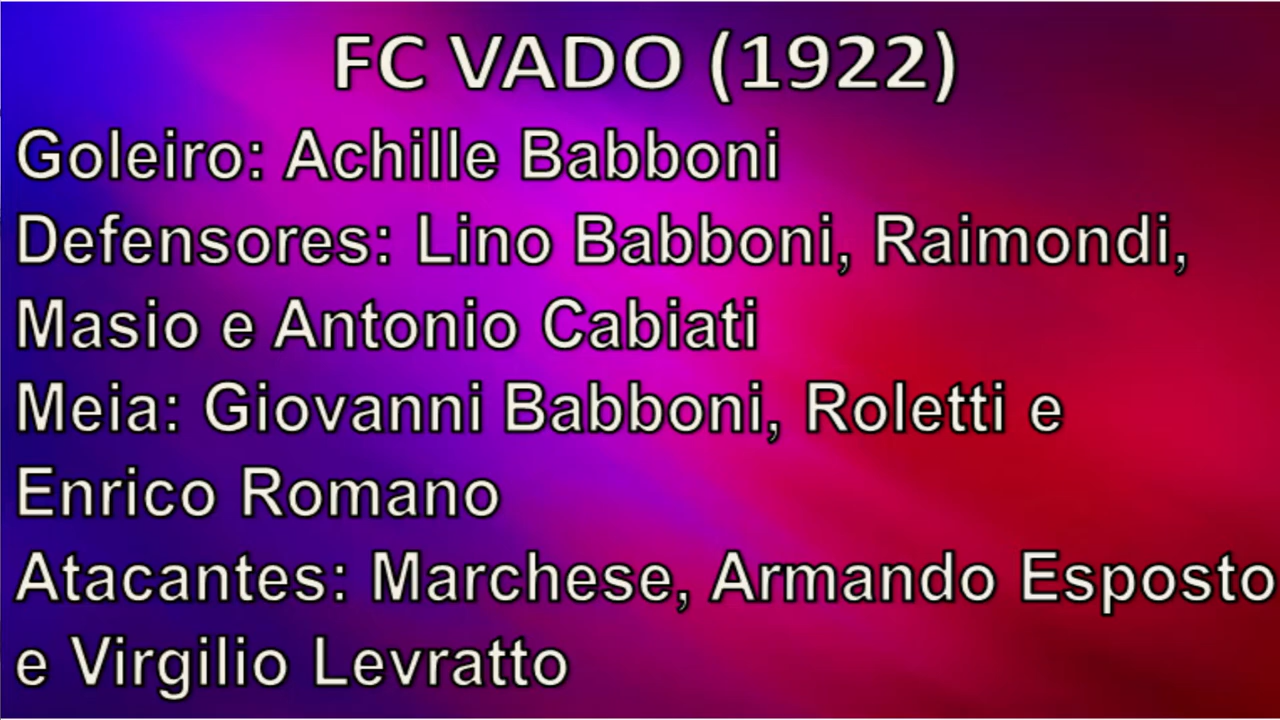 FC VADO (1922)
Goleiro: Achille Babboni
Defensores: Lino Babboni, Raimondi,
Masio e Antonio Cabiati
Meia: Giovanni Babboni, Roletti e
Enrico Romano
Atacantes: Marchese, Armando Esposto
e Virgilio Levratto